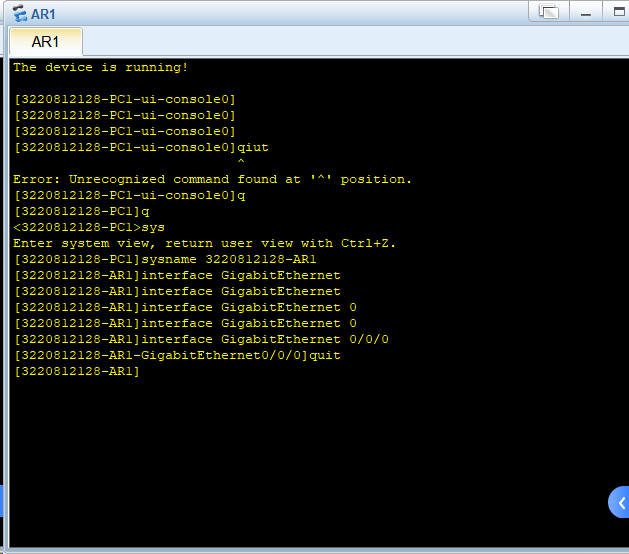 AR1
AR1
The device is running!
[3220812128-PC1-ui-console0]
[3220812128-PC1-ui-console0]
[3220812128-PC1-ui-console0]
[3220812128-PC1-ui-console0]qiut
^
Error: Unrecognized command found at '^' position.
[3220812128-PC1-ui-console0]q
[3220812128-PC1]q
<3220812128-PC1>sys
Enter system view, return user view with Ctrl+Z.
[3220812128-PC1]sysname 3220812128-AR1
[3220812128-AR1]interface GigabitEthernet
[3220812128-AR1]interface GigabitEthernet
[3220812128-AR1]interface GigabitEthernet 0
[3220812128-AR1]interface GigabitEthernet 0
[3220812128-AR1]interface GigabitEthernet 0/0/0
[3220812128-AR1-GigabitEthernet0/0/0]quit
[3220812128-AR1]